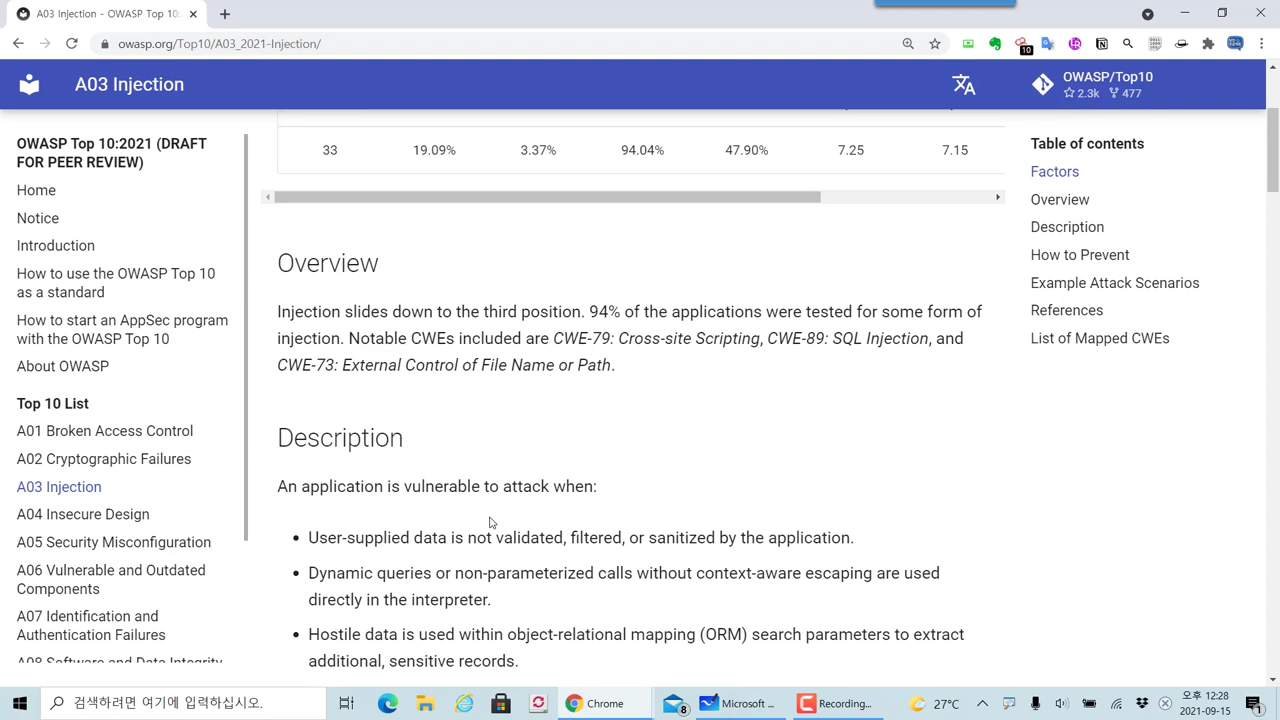 A03 Injection - OWASP Top 10:
owasp.org/Top10/A03_2021-Injection/
10
A03 Injection
OWASP/Top10
2.3k 477
OWASP Top 10:2021 (DRAFT
FOR PEER REVIEW)
Home
Notice
Introduction
How to use the OWASP Top 10
as a standard
How to start an AppSec program
with the OWASP Top 10
About OWASP
Top 10 List
A01 Broken Access Control
A02 Cryptographic Failures
A03 Injection
A04 Insecure Design
A05 Security Misconfiguration
A06 Vulnerable and Outdated
Components
A07 Identification and
Authentication Failures
A08 Software and Data Integrity
33 19.09% 3.37% 94.04% 47.90% 7.25 7.15
Overview
Injection slides down to the third position. 94% of the applications were tested for some form of
injection. Notable CWEs included are CWE-79: Cross-site Scripting, CWE-89: SQL Injection, and
CWE-73: External Control of File Name or Path.
Description
An application is vulnerable to attack when:
• User-supplied data is not validated, filtered, or sanitized by the application.
• Dynamic queries or non-parameterized calls without context-aware escaping are used
directly in the interpreter.
• Hostile data is used within object-relational mapping (ORM) search parameters to extract
additional, sensitive records.
Table of contents
Factors
Overview
Description
How to Prevent
Example Attack Scenarios
References
List of Mapped CWEs
검색하려면 여기에 입력하십시오.
Chrome
8
Microsoft ...
Recording...
27°C
오후 12:28
2021-09-15
1